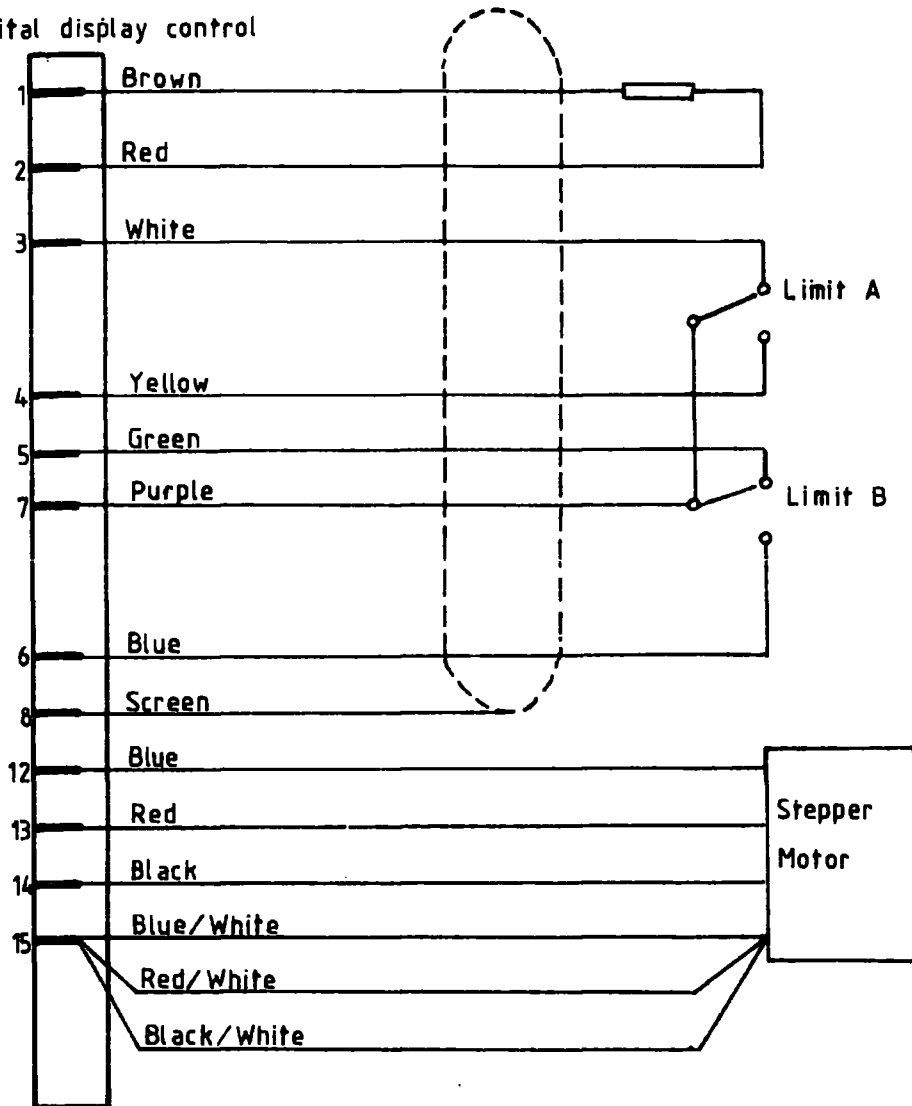 ital display control
1 Brown
2 Red
3 White
Limit A
4 Yellow
5 Green
7 Purple
Limit B
6 Blue
8 Screen
12 Blue
13 Red
Stepper
Motor
14 Black
15 Blue/White
Red/White
Black/White